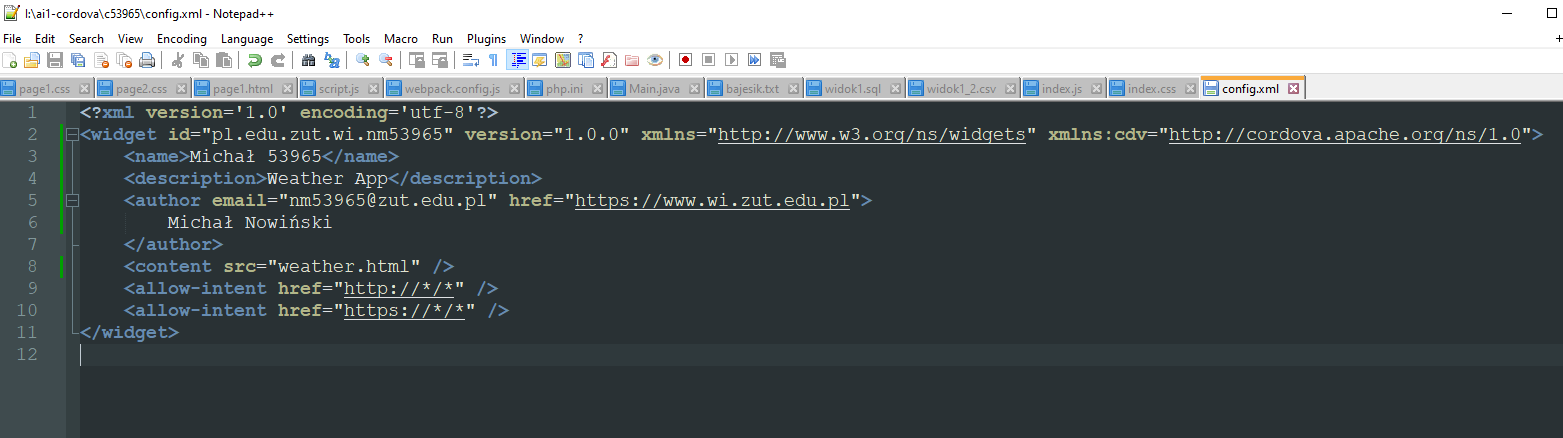 I:\ai1-cordova\c53965\config.xml - Notepad++
File Edit Search View Encoding Language Settings Tools Macro Run Plugins Window ?
page1.css page2.css page1.html script.js webpack.config.js php.ini Main.java bajesik.txt widok1.sql widok1_2.csv index.js index.css config.xml
1 <?xml version='1.0' encoding='utf-8'?>
2 <widget id="pl.edu.zut.wi.nm53965" version="1.0.0" xmlns="http://www.w3.org/ns/widgets" xmlns:cdv="http://cordova.apache.org/ns/1.0">
3 <name>Michał 53965</name>
4 <description>Weather App</description>
5 <author email="nm53965@zut.edu.pl" href="https://www.wi.zut.edu.pl">
6 Michał Nowiński
7 </author>
8 <content src="weather.html" />
9 <allow-intent href="http://*/*" />
10 <allow-intent href="https://*/*" />
11 </widget>
12